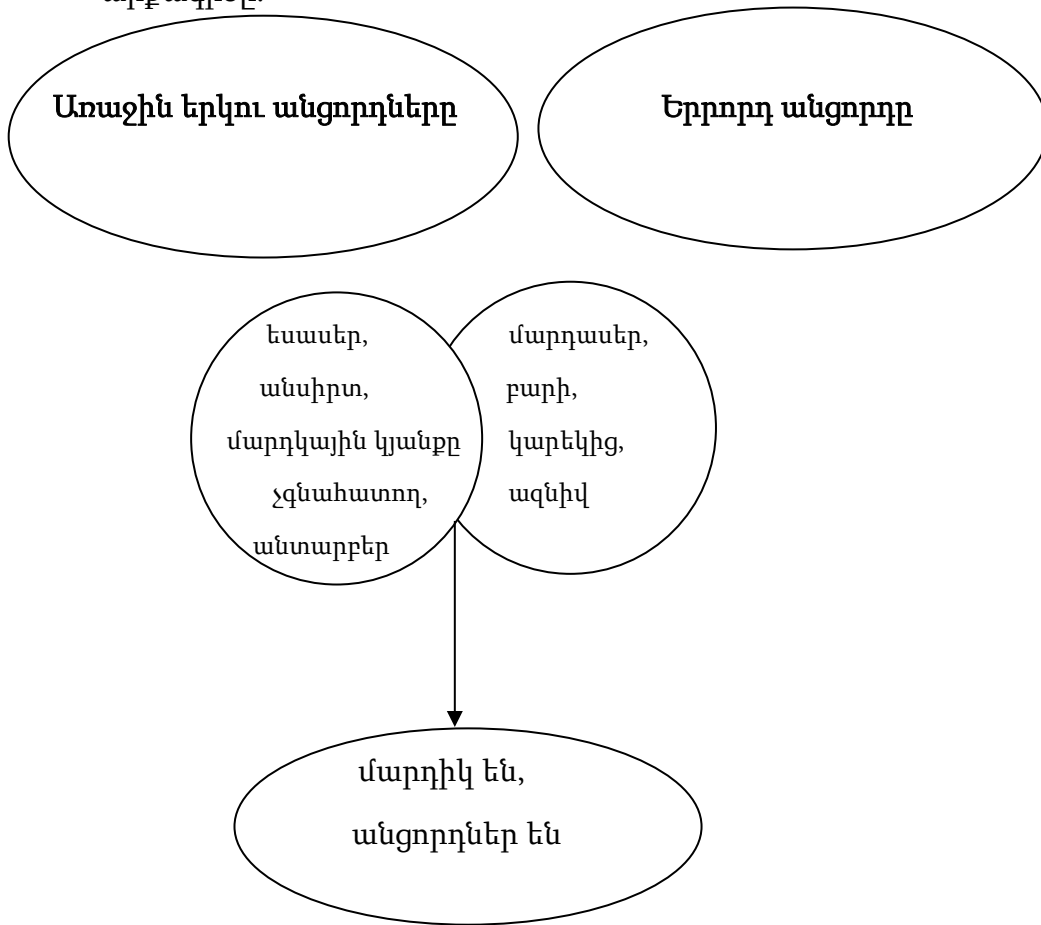 Առաջին երկու անցորդները
Երրորդ անցորդը
եսասեր,
անսիրտ,
մարդկային կյանքը
չգնահատող,
անտարբեր
մարդասեր,
բարի,
կարեկից,
ազնիվ
մարդիկ են,
անցորդներ են